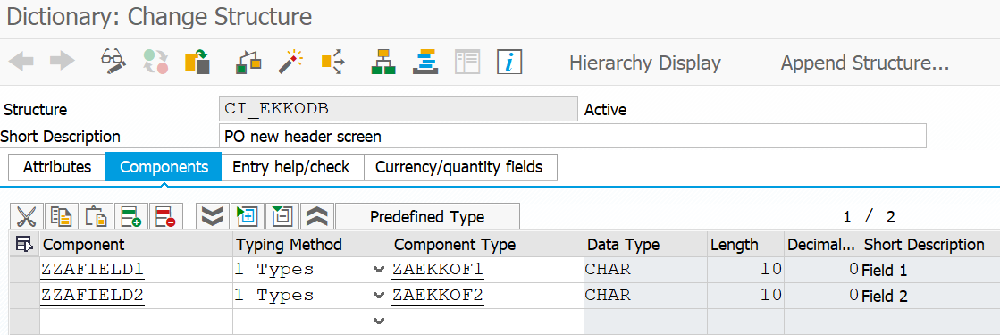 Dictionary: Change Structure
Hierarchy Display Append Structure...
Structure CI_EKKODB Active
Short Description PO new header screen
Attributes Components Entry help/check Currency/quantity fields
Predefined Type 1 / 2
Component Typing Method Component Type Data Type Length Decimal... Short Description
ZZAFIELD1 1 Types ZAEKKOF1 CHAR 10 0 Field 1
ZZAFIELD2 1 Types ZAEKKOF2 CHAR 10 0 Field 2